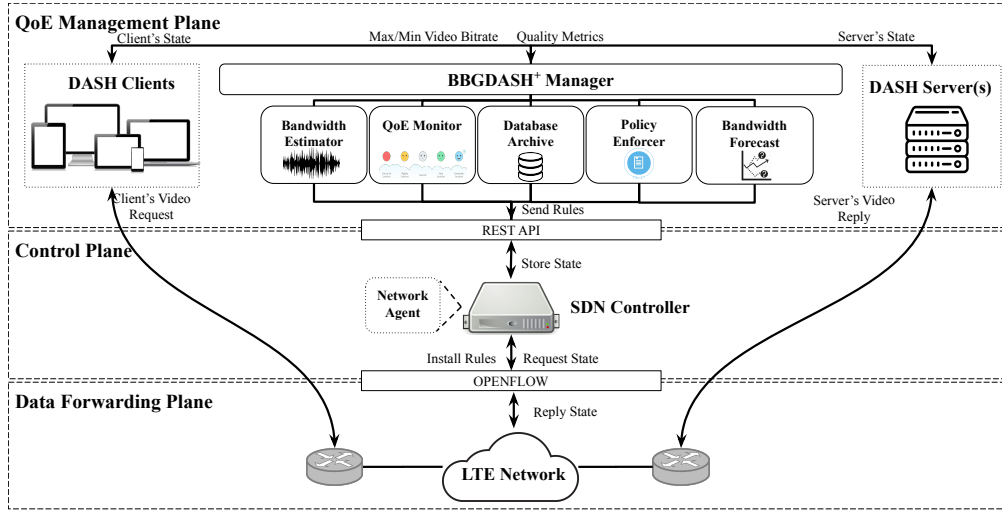 QoE Management Plane
Client's State
Max/Min Video Bitrate
Quality Metrics
Server's State
DASH Clients
BBGDASH+ Manager
DASH Server(s)
Bandwidth
Estimator
QoE Monitor
Database
Archive
Policy
Enforcer
Bandwidth
Forecast
Client's Video
Request
Server's Video
Reply
Send Rules
REST API
Control Plane
Store State
Network
Agent
SDN Controller
Install Rules
Request State
OPENFLOW
Data Forwarding Plane
Reply State
LTE Network